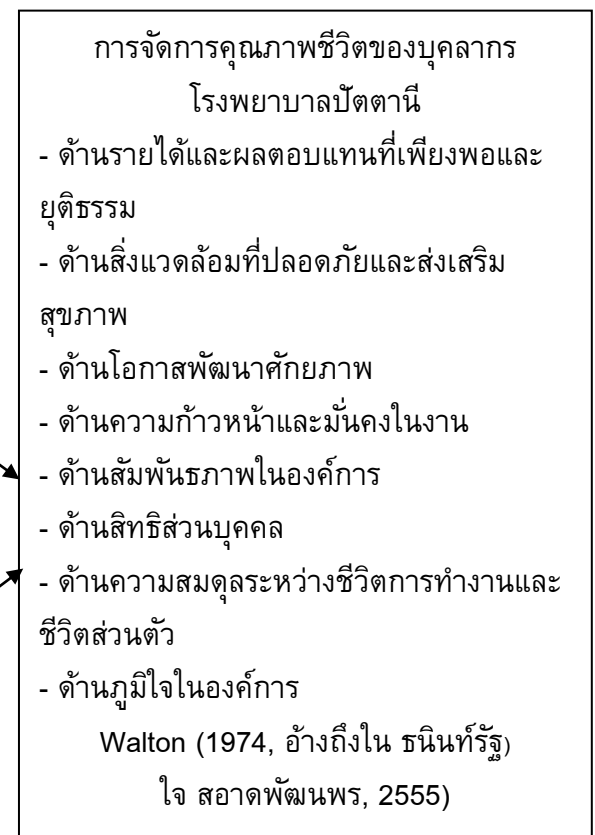 การจัดการคุณภาพชีวิตของบุคลากร
โรงพยาบาลปัตตานี
- ด้านรายได้และผลตอบแทนที่เพียงพอและ
ยุติธรรม
- ด้านสิ่งแวดล้อมที่ปลอดภัยและส่งเสริม
สุขภาพ
- ด้านโอกาสพัฒนาศักยภาพ
- ด้านความก้าวหน้าและมั่นคงในงาน
- ด้านสัมพันธภาพในองค์การ
- ด้านสิทธิส่วนบุคคล
- ด้านความสมดุลระหว่างชีวิตการทำงานและ
ชีวิตส่วนตัว
- ด้านภูมิใจในองค์การ
Walton (1974, อ้างถึงใน ธนินท์รัฐ)
ใจ สอาดพัฒนพร, 2555)